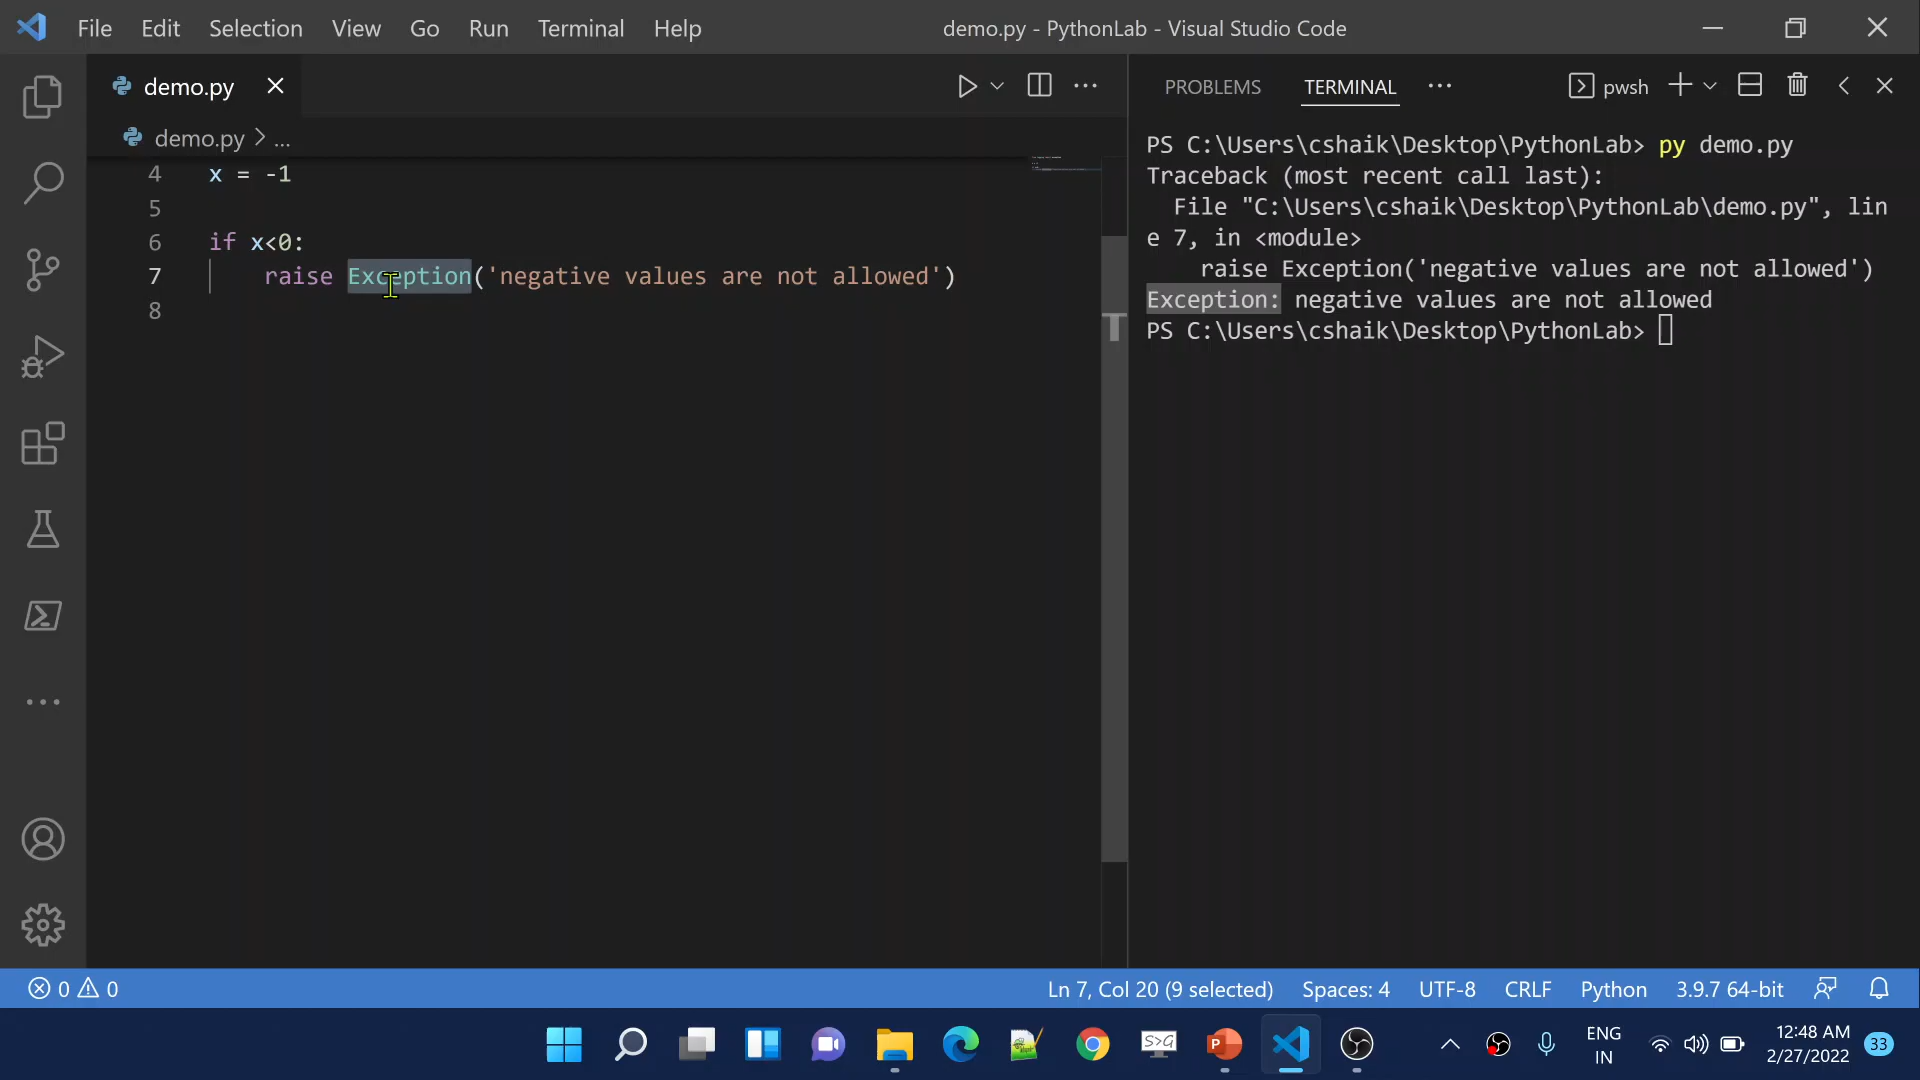 File Edit Selection View Go Run Terminal Help demo.py - PythonLab - Visual Studio Code
demo.py
PROBLEMS TERMINAL ··· pwsh
demo.py > ...
4 x = -1
5
6 if x<0:
7 raise Exception('negative values are not allowed')
8
PS C:\Users\cshaik\Desktop\PythonLab> py demo.py
Traceback (most recent call last):
File "C:\Users\cshaik\Desktop\PythonLab\demo.py", lin
e 7, in <module>
raise Exception('negative values are not allowed')
Exception: negative values are not allowed
PS C:\Users\cshaik\Desktop\PythonLab>
0 0 Ln 7, Col 20 (9 selected) Spaces: 4 UTF-8 CRLF Python 3.9.7 64-bit
S>G
P
ENG
IN
12:48 AM
2/27/2022
33